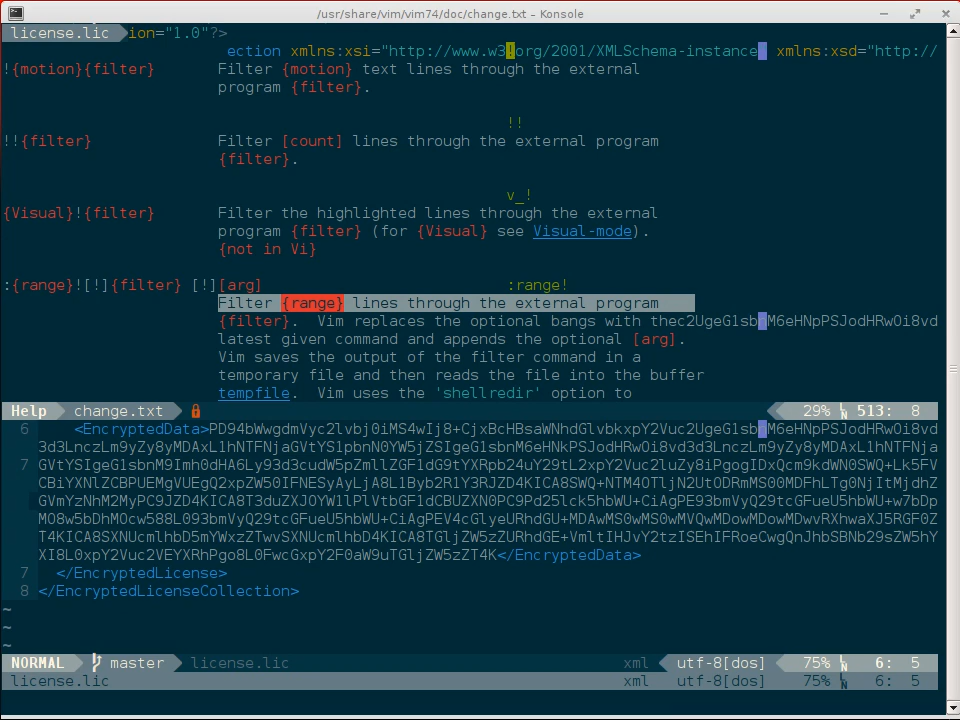 /usr/share/vim/vim74/doc/change.txt – Konsole
license.lic ion="1.0"?>
ection xmlns:xsi="http://www.w3!org/2001/XMLSchema-instance xmlns:xsd="http://
!{motion}{filter} Filter {motion} text lines through the external
program {filter}.
!!
!!{filter} Filter [count] lines through the external program
{filter}.
v_!
{Visual}!{filter} Filter the highlighted lines through the external
program {filter} (for {Visual} see Visual-mode).
{not in Vi}
:{range}![!]{filter} [!][arg] :range!
Filter {range} lines through the external program
{filter}.  Vim replaces the optional bangs with thec2UgeG1sbnM6eHNpPSJodHRwOi8vd
latest given command and appends the optional [arg].
Vim saves the output of the filter command in a
temporary file and then reads the file into the buffer
tempfile.  Vim uses the 'shellredir' option to
Help change.txt 29% LN 513: 8
6 <EncryptedData>PD94bWwgdmVyc2lvbj0iMS4wIj8+CjxBcHBsaWNhdGlvbkxpY2Vuc2UgeG1sbnM6eHNpPSJodHRwOi8vd
3d3LnczLm9yZy8yMDAxL1hNTFNjaGVtYS1pbnN0YW5jZSIgeG1sbnM6eHNkPSJodHRwOi8vd3d3LnczLm9yZy8yMDAxL1hNTFNja
7 GVtYSIgeG1sbnM9Imh0dHA6Ly93d3cudW5pZmllZGF1dG9tYXRpb24uY29tL2xpY2Vuc2luZy8iPgogIDxQcm9kdWN0SWQ+Lk5FV
CBiYXNlZCBPUEMgVUEgQ2xpZW50IFNESyAyLjA8L1Byb2R1Y3RJZD4KICA8SWQ+NTM4OTljN2UtODRmMS00MDFhLTg0NjItMjdhZ
GVmYzNhM2MyPC9JZD4KICA8T3duZXJOYW1lPlVtbGF1dCBUZXN0PC9Pd25lck5hbWU+CiAgPE93bmVyQ29tcGFueU5hbWU+w7bDp
MO8w5bDhMOcw588L093bmVyQ29tcGFueU5hbWU+CiAgPEV4cGlyeURhdGU+MDAwMS0wMS0wMVQwMDowMDowMDwvRXhwaXJ5RGF0Z
T4KICA8SXNUcmlhbD5mYWxzZTwvSXNUcmlhbD4KICA8TGljZW5zZURhdGE+VmltIHJvY2tzISEhIFRoeCwgQnJhbSBNb29sZW5hY
XI8L0xpY2Vuc2VEYXRhPgo8L0FwcGxpY2F0aW9uTGljZW5zZT4K</EncryptedData>
7 </EncryptedLicense>
8 </EncryptedLicenseCollection>
~
~
~
NORMAL master license.lic xml utf-8[dos] 75% LN 6: 5
license.lic xml utf-8[dos] 75% LN 6: 5